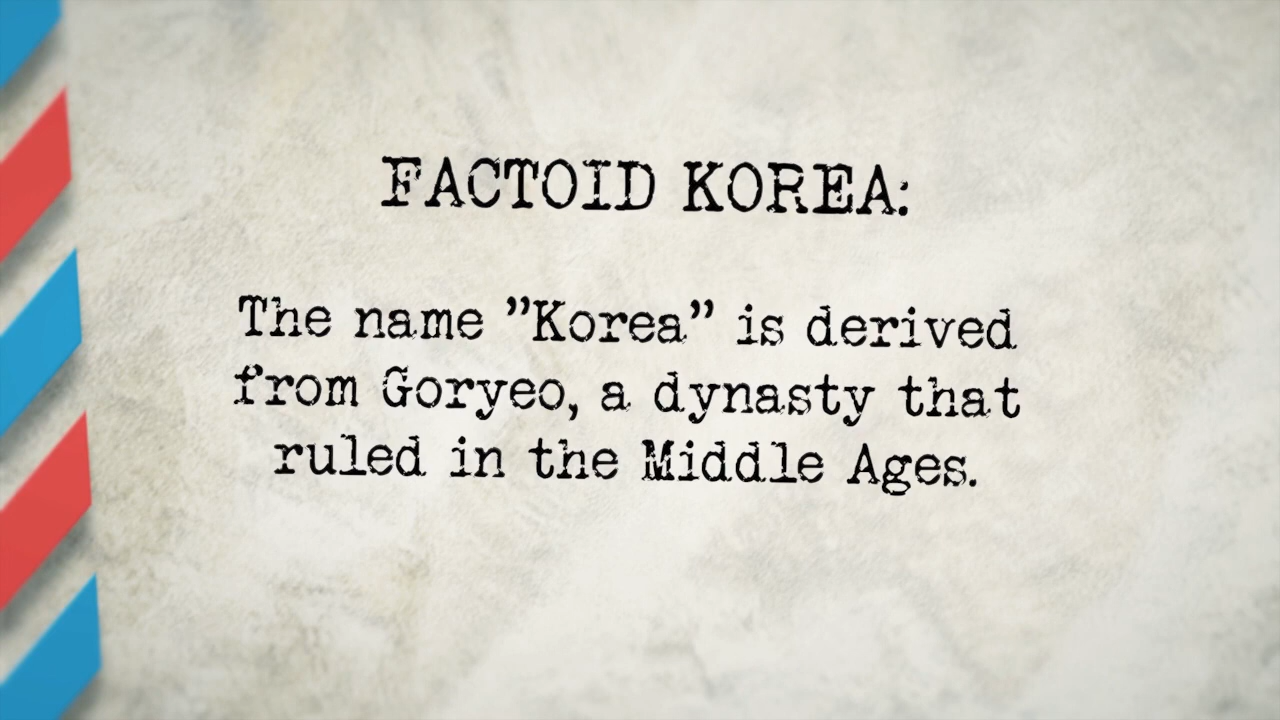 FACTOID KOREA:
The name ”Korea” is derived
from Goryeo, a dynasty that
ruled in the Middle Ages.